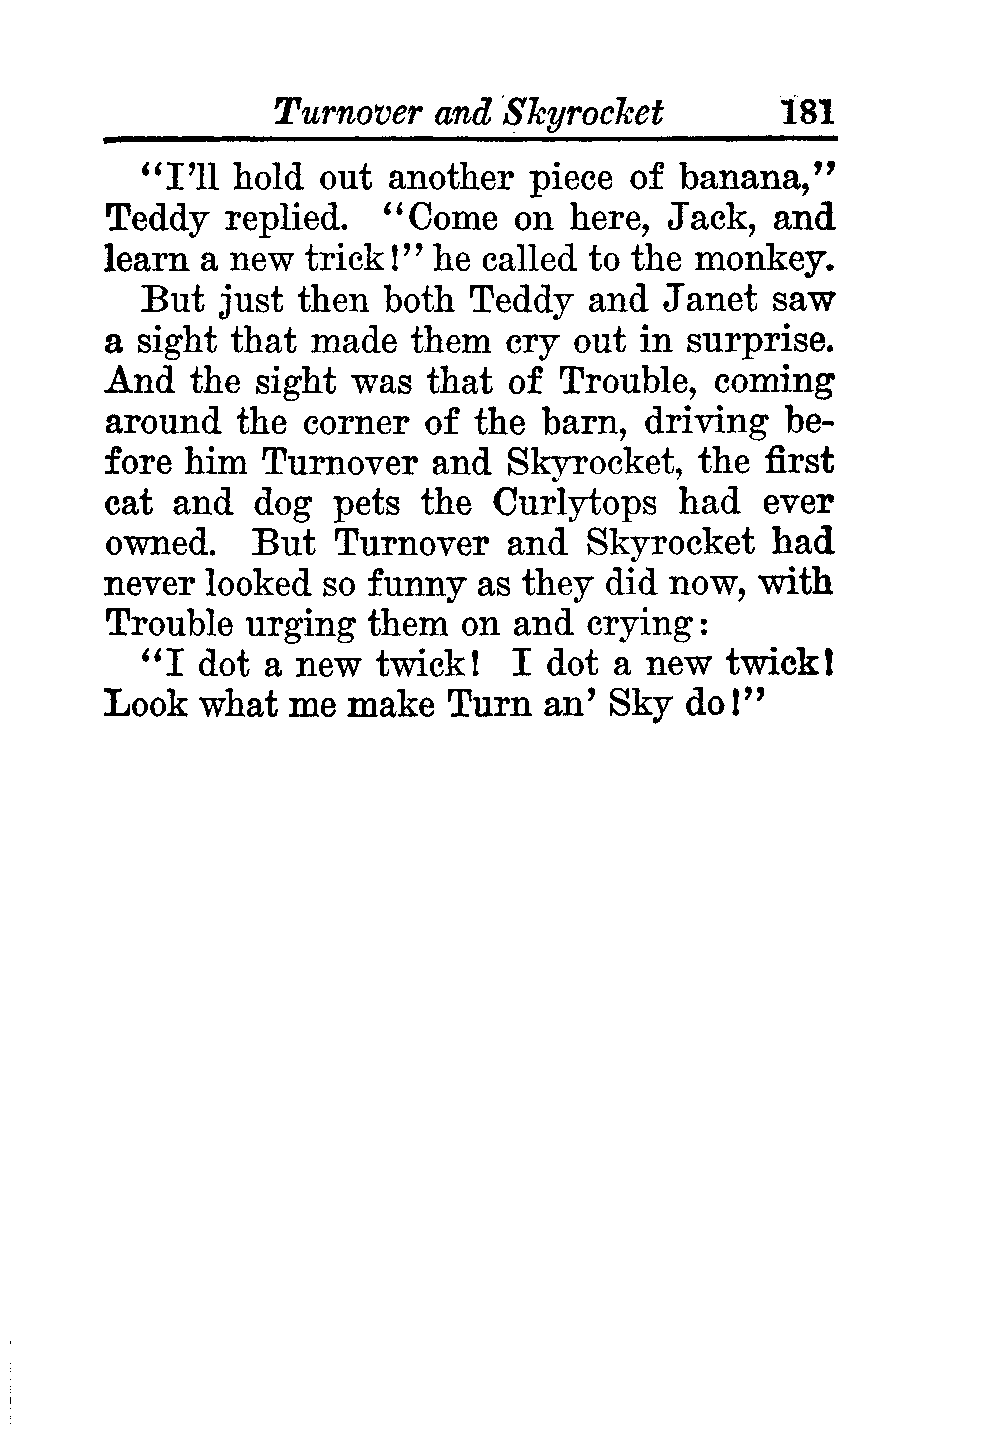 Turnover and Skyrocket 181
“I’ll hold out another piece of banana,”
Teddy replied. “Come on here, Jack, and
learn a new trick!” he called to the monkey.
But just then both Teddy and Janet saw
a sight that made them cry out in surprise.
And the sight was that of Trouble, coming
around the corner of the barn, driving be-
fore him Turnover and Skyrocket, the first
cat and dog pets the Curlytops had ever
owned. But Turnover and Skyrocket had
never looked so funny as they did now, with
Trouble urging them on and crying:
“I dot a new twick! I dot a new twick!
Look what me make Turn an’ Sky do!”